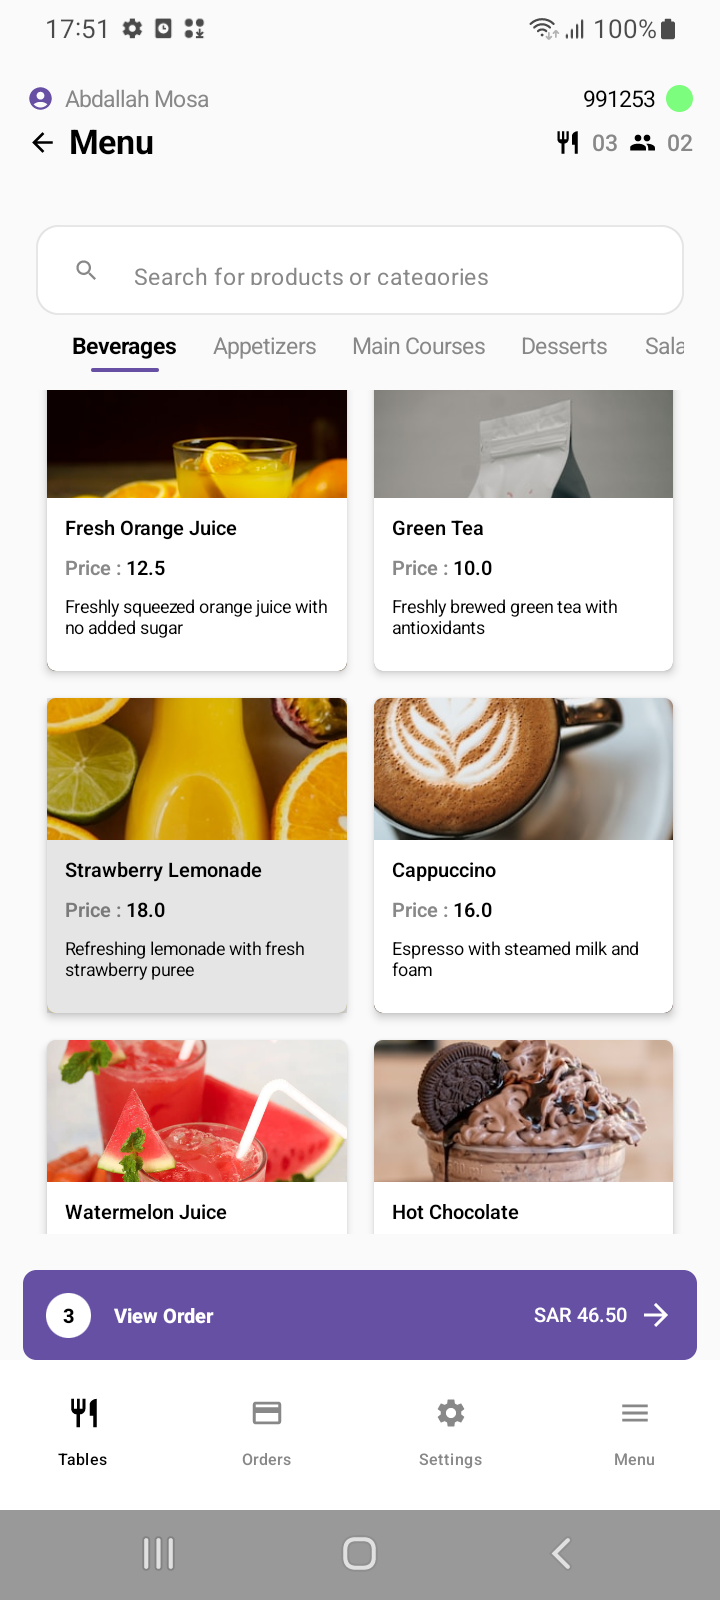 17:51
100%
Abdallah Mosa
991253
Menu
03
02
Search for products or categories
Beverages
Appetizers
Main Courses
Desserts
Sala
Fresh Orange Juice
Price : 12.5
Freshly squeezed orange juice with
no added sugar
Green Tea
Price : 10.0
Freshly brewed green tea with
antioxidants
Strawberry Lemonade
Price : 18.0
Refreshing lemonade with fresh
strawberry puree
Cappuccino
Price : 16.0
Espresso with steamed milk and
foam
Watermelon Juice
Hot Chocolate
3
View Order
SAR 46.50
Tables
Orders
Settings
Menu